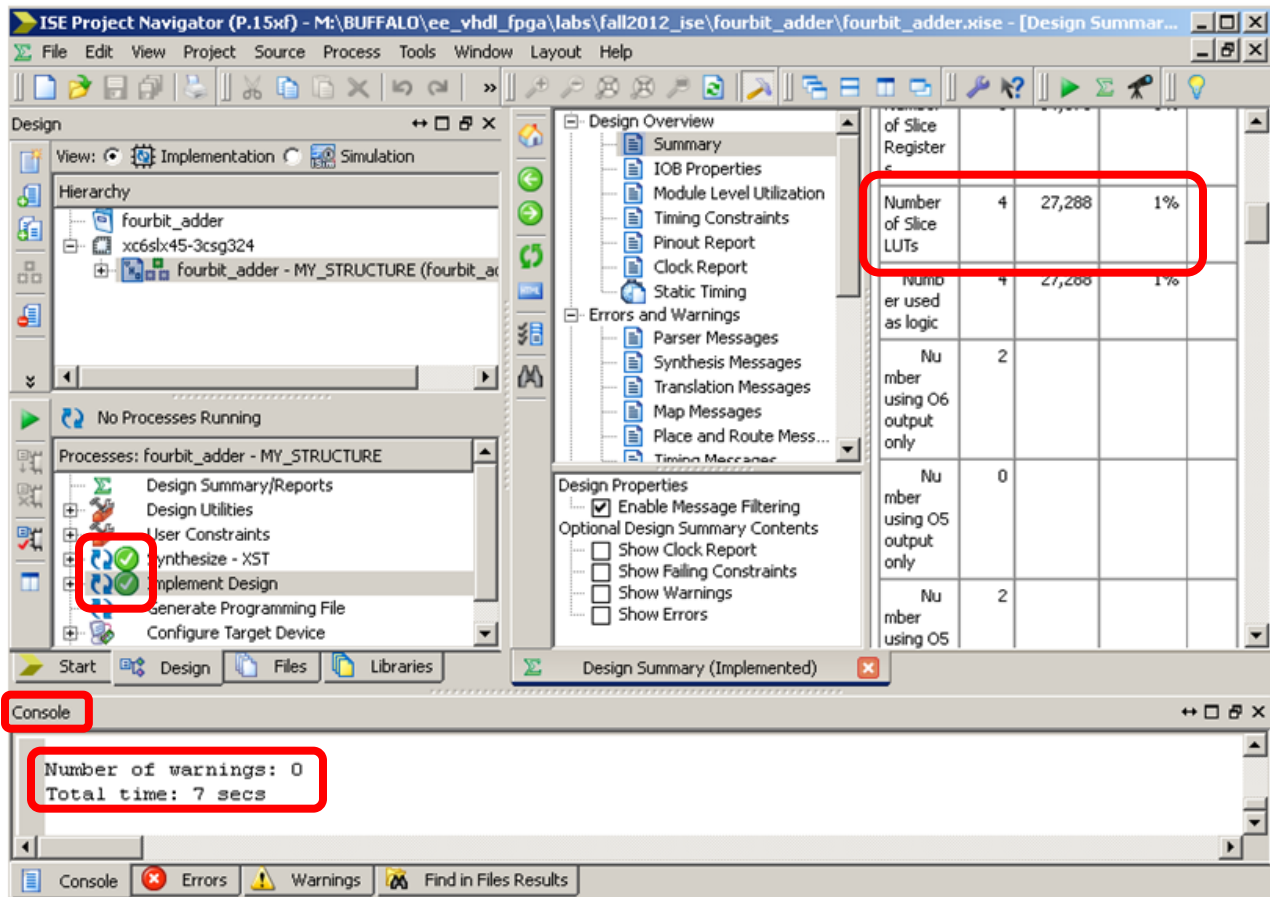 ISE Project Navigator (P.15xf) - M:\BUFFALO\ee_vhdl_fpga\labs\fall2012_ise\fourbit_adder\fourbit_adder.xise - [Design Summar...
File Edit View Project Source Process Tools Window Layout Help
Design
View: Implementation Simulation
Hierarchy
fourbit_adder
xc6slx45-3csg324
fourbit_adder - MY_STRUCTURE (fourbit_ad
No Processes Running
Processes: fourbit_adder - MY_STRUCTURE
Design Summary/Reports
Design Utilities
User Constraints
Synthesize - XST
Implement Design
Generate Programming File
Configure Target Device
Start Design Files Libraries
Design Overview
Summary
IOB Properties
Module Level Utilization
Timing Constraints
Pinout Report
Clock Report
Static Timing
Errors and Warnings
Parser Messages
Synthesis Messages
Translation Messages
Map Messages
Place and Route Mess...
Timing Messages
Design Properties
Enable Message Filtering
Optional Design Summary Contents
Show Clock Report
Show Failing Constraints
Show Warnings
Show Errors
Number
of Slice
Register
s
Number 4 27,288 1%
of Slice
LUTs
Numb 4 27,288 1%
er used
as logic
Nu 2
mber
using O6
output
only
Nu 0
mber
using O5
output
only
Nu 2
mber
using O5
Design Summary (Implemented)
Console
Number of warnings: 0
Total time: 7 secs
Console Errors Warnings Find in Files Results